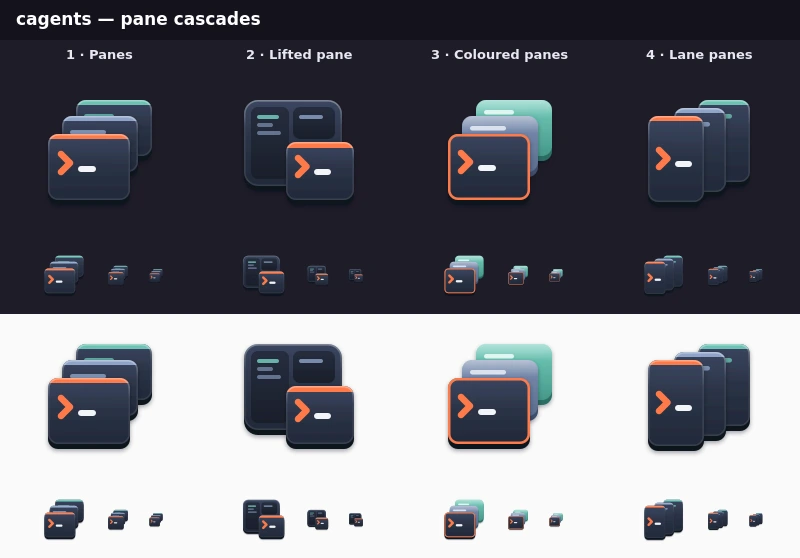 cagents — pane cascades
1 · Panes
2 · Lifted pane
3 · Coloured panes
4 · Lane panes